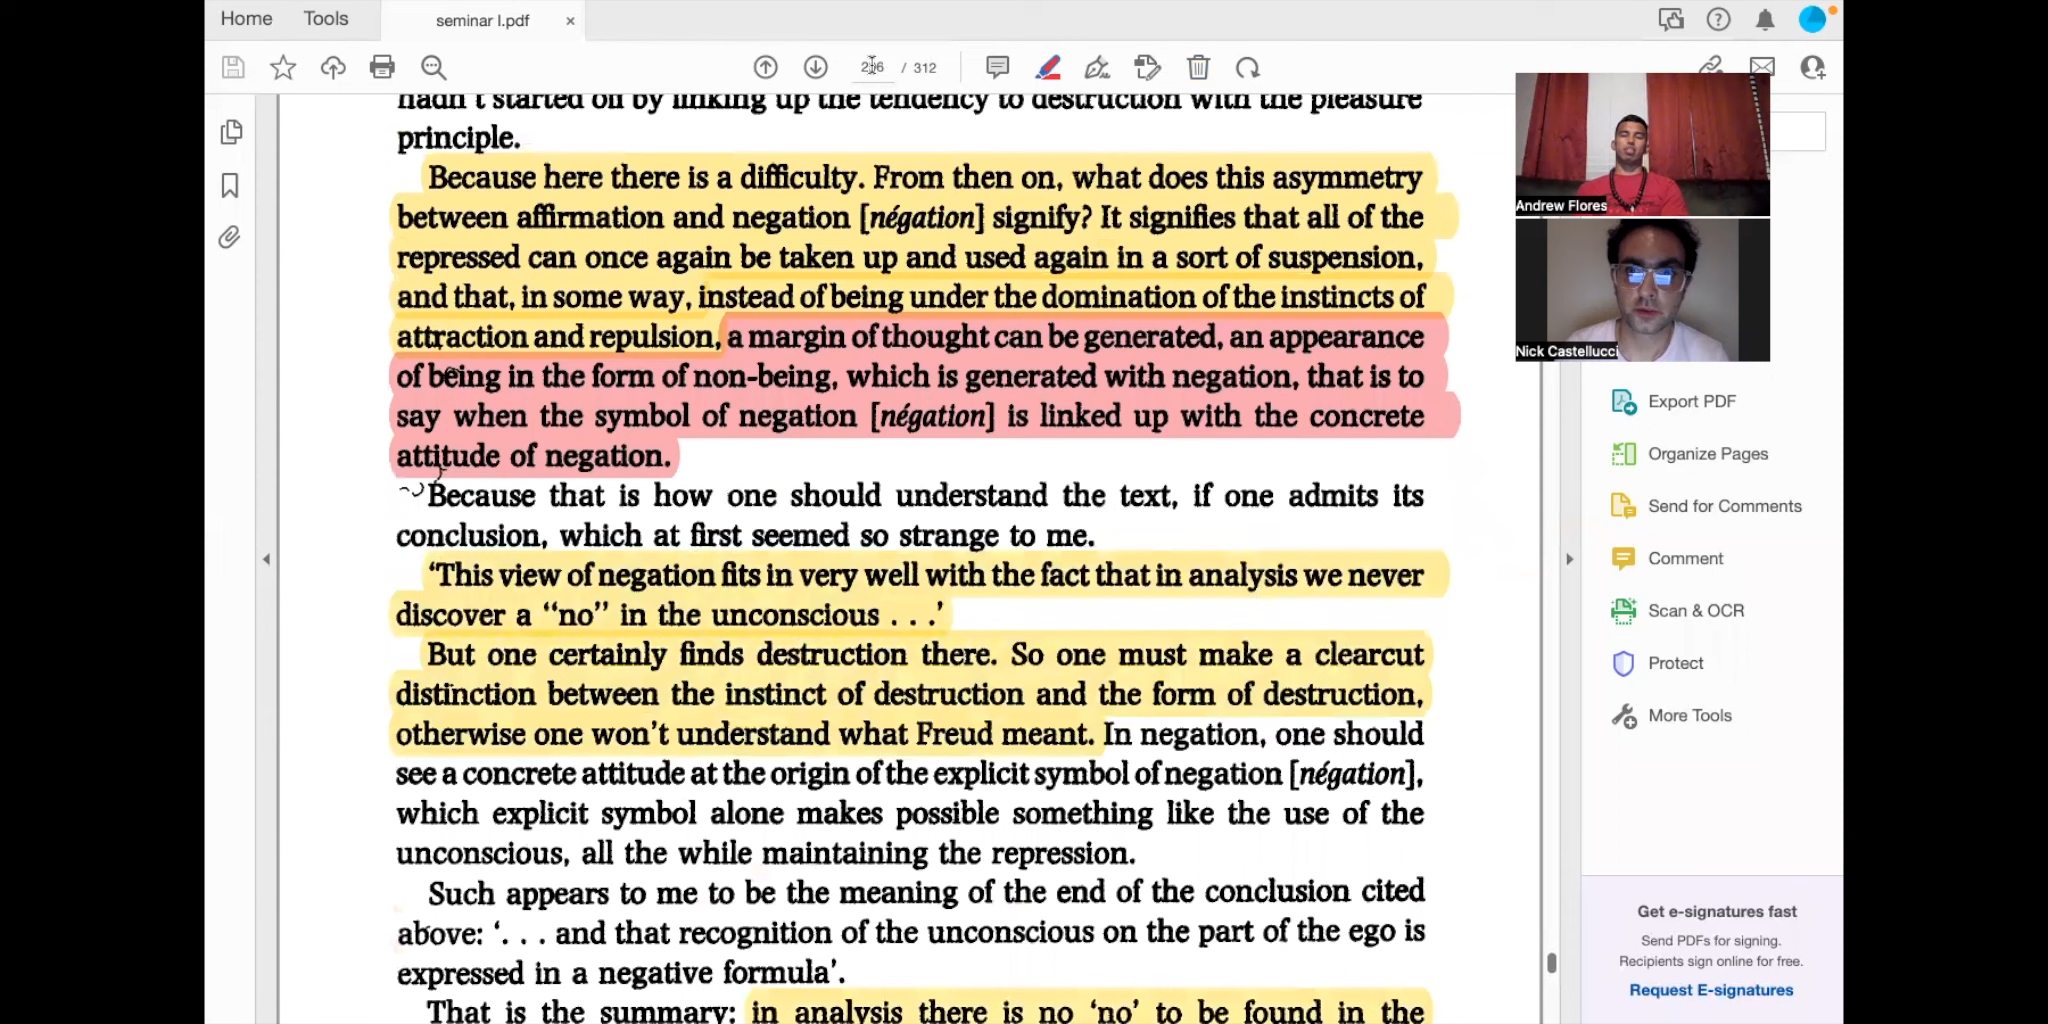 Home Tools seminar I.pdf ×
/ 312
hadn't started off by linking up the tendency to destruction with the pleasure
principle.
Because here there is a difficulty. From then on, what does this asymmetry
between affirmation and negation [négation] signify? It signifies that all of the
repressed can once again be taken up and used again in a sort of suspension,
and that, in some way, instead of being under the domination of the instincts of
attraction and repulsion, a margin of thought can be generated, an appearance
of being in the form of non-being, which is generated with negation, that is to
say when the symbol of negation [négation] is linked up with the concrete
attitude of negation.
Because that is how one should understand the text, if one admits its
conclusion, which at first seemed so strange to me.
‘This view of negation fits in very well with the fact that in analysis we never
discover a “no” in the unconscious . . .’
But one certainly finds destruction there. So one must make a clearcut
distinction between the instinct of destruction and the form of destruction,
otherwise one won’t understand what Freud meant. In negation, one should
see a concrete attitude at the origin of the explicit symbol of negation [négation],
which explicit symbol alone makes possible something like the use of the
unconscious, all the while maintaining the repression.
Such appears to me to be the meaning of the end of the conclusion cited
above: ‘. . . and that recognition of the unconscious on the part of the ego is
expressed in a negative formula’.
That is the summary: in analysis there is no ‘no’ to be found in the
Andrew Flores
Nick Castellucci
Export PDF
Organize Pages
Send for Comments
Comment
Scan & OCR
Protect
More Tools
Get e-signatures fast
Send PDFs for signing.
Recipients sign online for free.
Request E-signatures